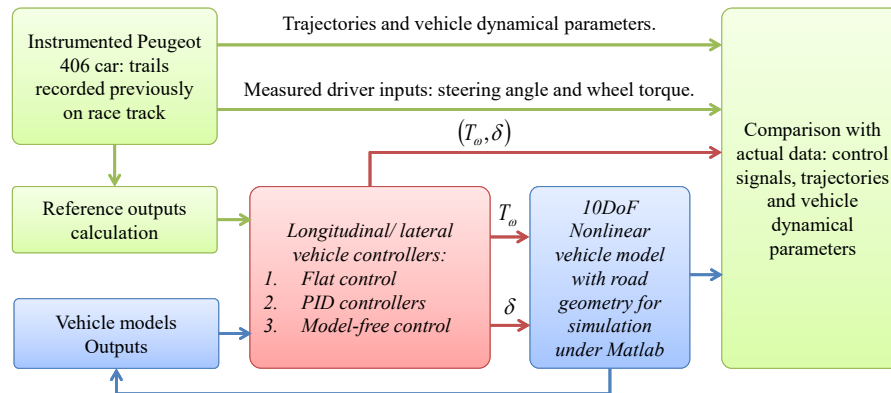 Instrumented Peugeot
406 car: trails
recorded previously
on race track
Trajectories and vehicle dynamical parameters.
Measured driver inputs: steering angle and wheel torque.
(T_ω, δ)
Comparison with
actual data: control
signals, trajectories
and vehicle
dynamical
parameters
Reference outputs
calculation
Longitudinal/ lateral
vehicle controllers:
1. Flat control
2. PID controllers
3. Model-free control
T_ω
δ
10DoF
Nonlinear
vehicle model
with road
geometry for
simulation
under Matlab
Vehicle models
Outputs